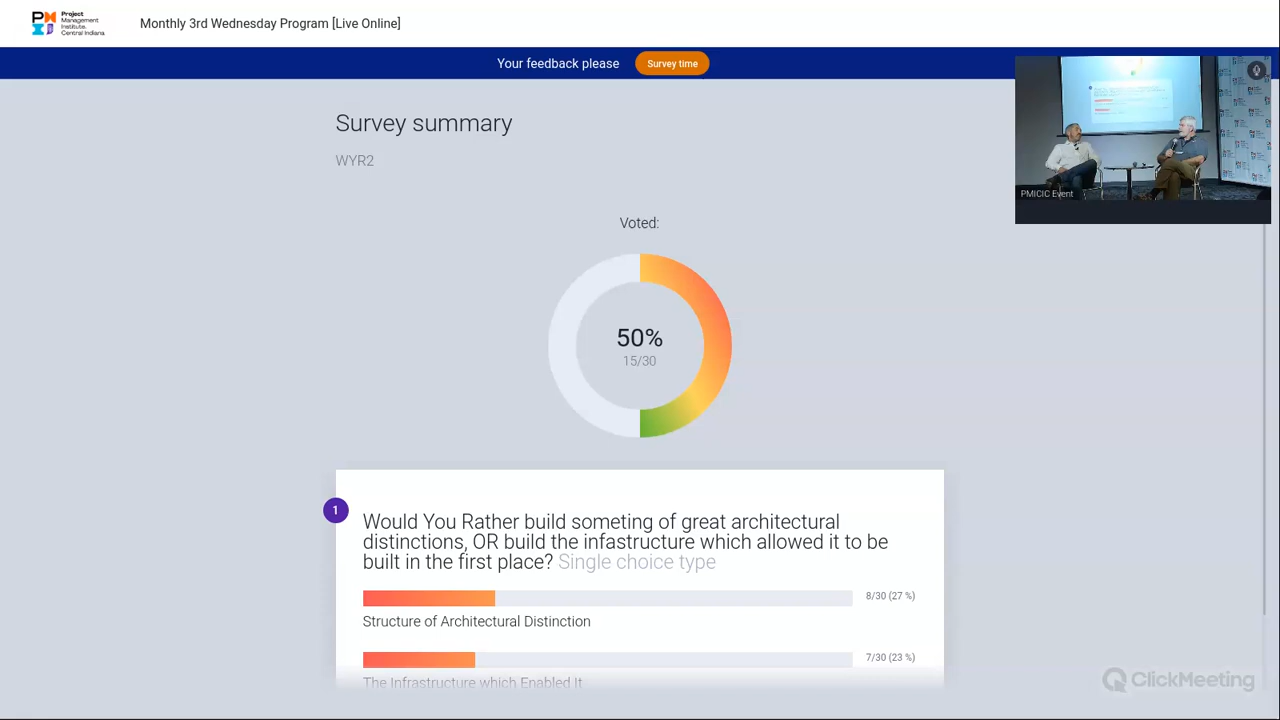 PM
I
Project
Management
Institute.
Central Indiana
Monthly 3rd Wednesday Program [Live Online]
Your feedback please
Survey time
Survey summary
WYR2
PMICIC Event
Voted:
50%
15/30
1
Would You Rather build someting of great architectural
distinctions, OR build the infastructure which allowed it to be
built in the first place? Single choice type
8/30 (27 %)
Structure of Architectural Distinction
7/30 (23 %)
The Infrastructure which Enabled It
ClickMeeting